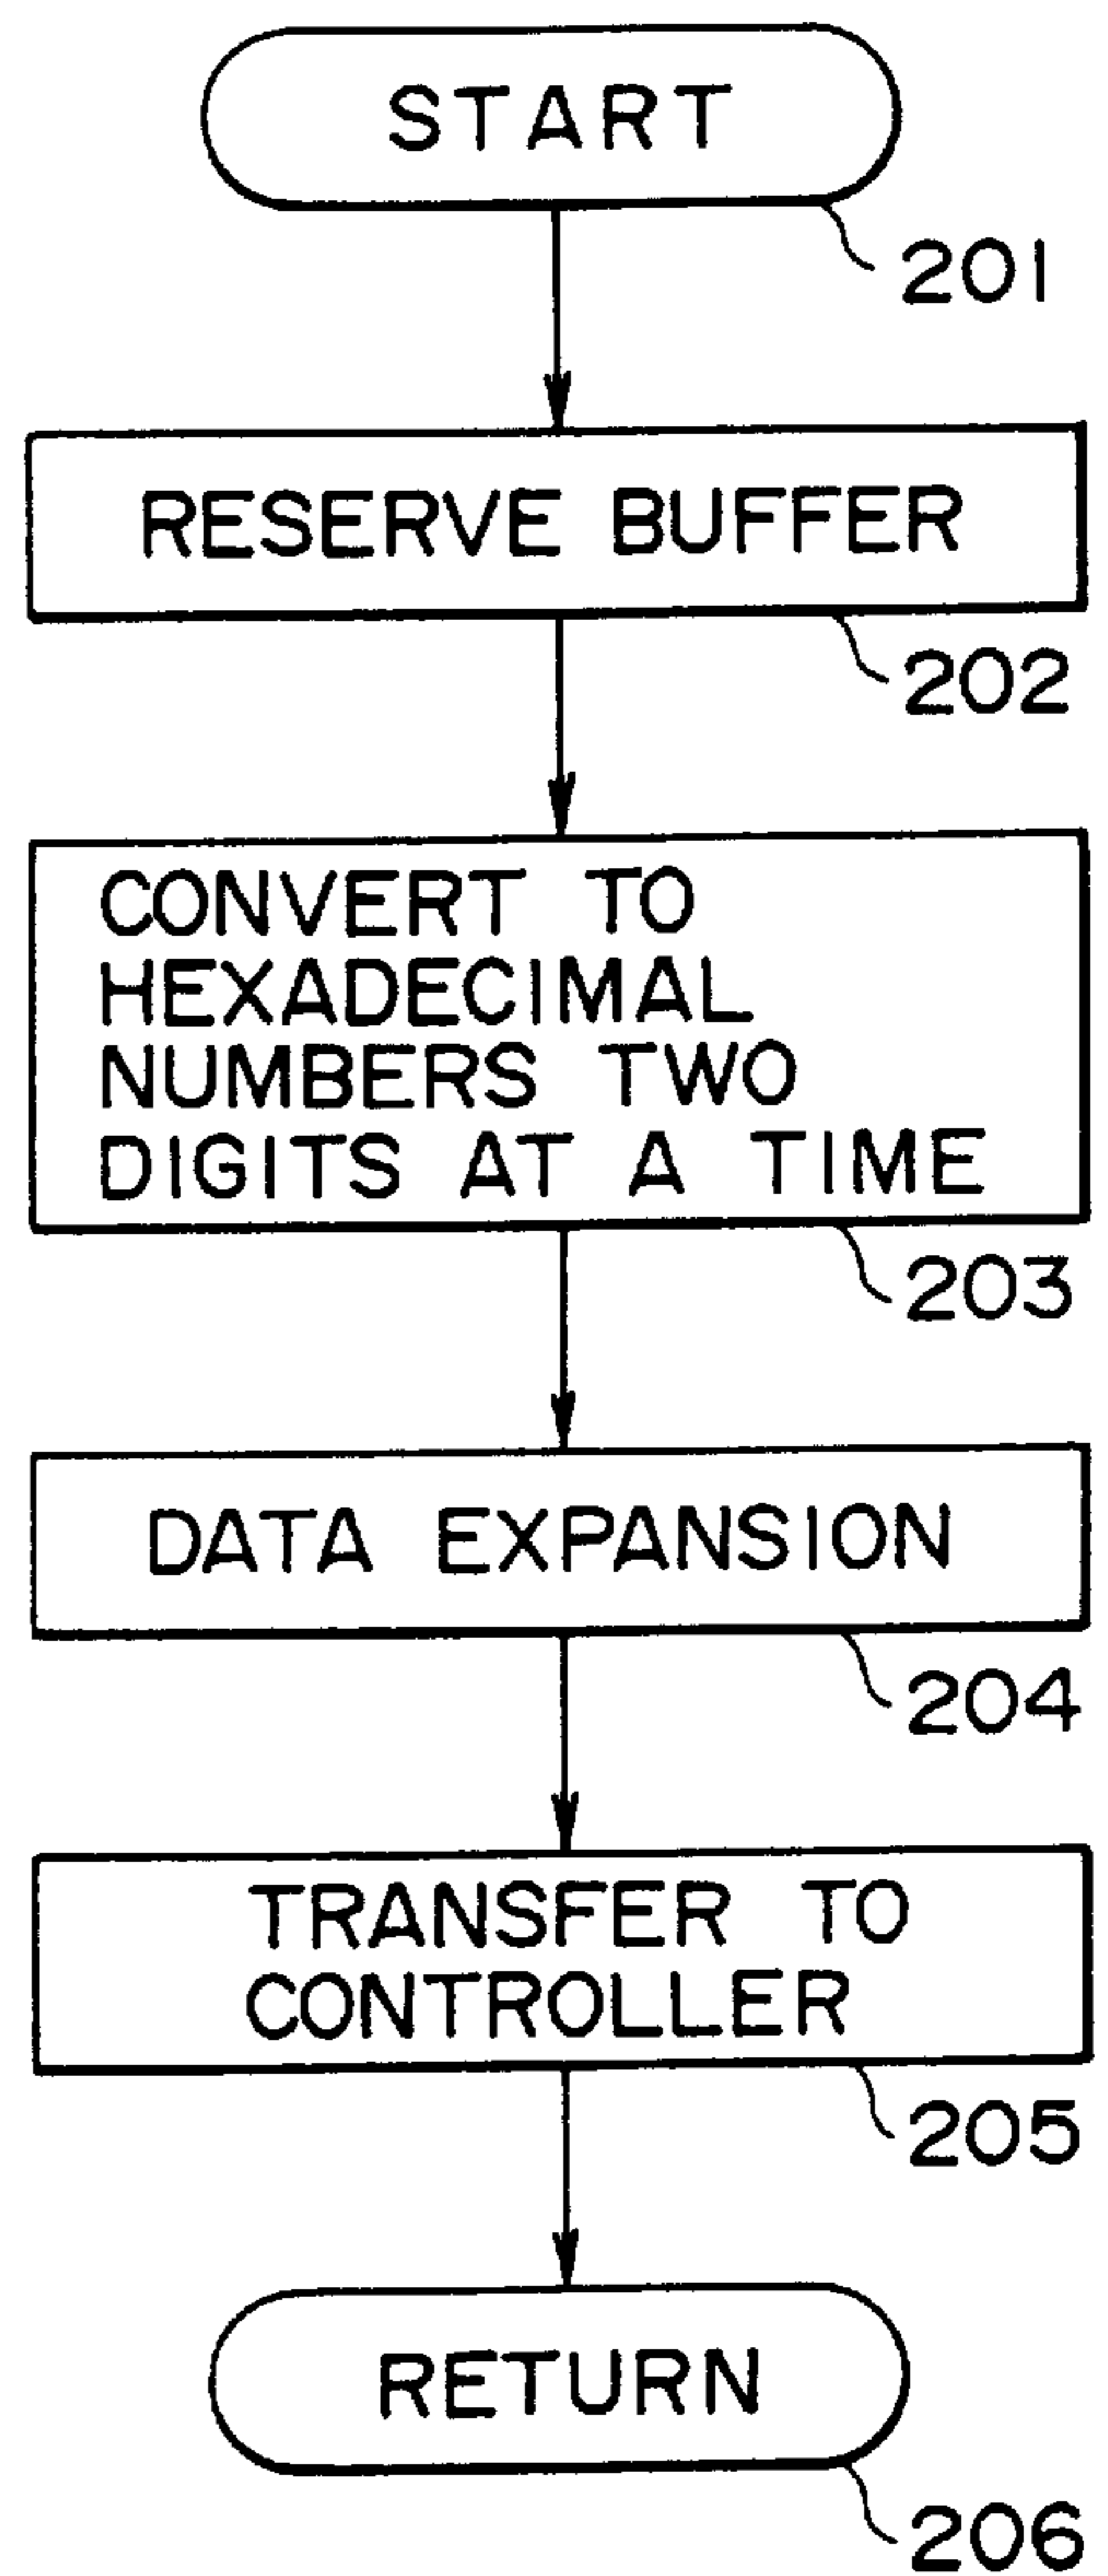 START
201
RESERVE BUFFER
202
CONVERT TO
HEXADECIMAL
NUMBERS TWO
DIGITS AT A TIME
203
DATA EXPANSION
204
TRANSFER TO
CONTROLLER
205
RETURN
206